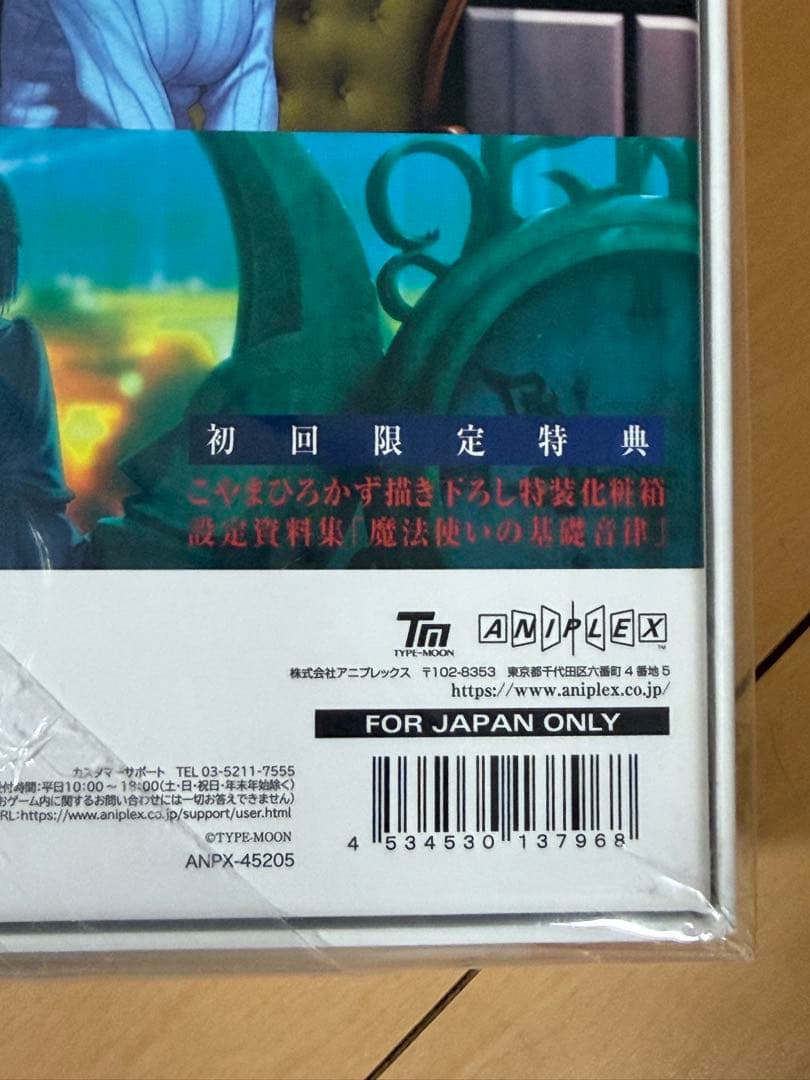 初回限定特典
こやまひろかず描き下ろし特装化粧箱
設定資料集「魔法使いの基礎音律」
TM
TYPE-MOON
ANIPLEX
TM
株式会社アニプレックス 〒102-8353 東京都千代田区六番町4番地5
https://www.aniplex.co.jp/
FOR JAPAN ONLY
カスタマーサポート TEL 03-5211-7555
付時間:平日10:00～18:00(土・日・祝日・年末年始除く)
ゲーム内に関するお問い合わせには一切お答えできません)
RL:https://www.aniplex.co.jp/support/user.html
©TYPE-MOON
ANPX-45205
4 534530 137968